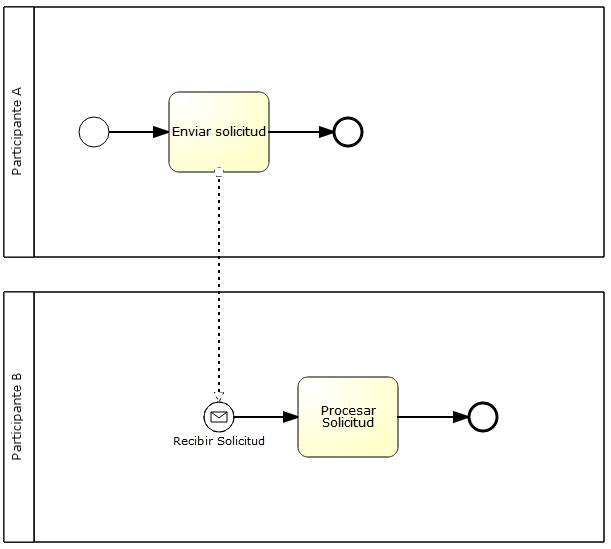 Participante A
Enviar solicitud
Participante B
Recibir Solicitud
Procesar
Solicitud